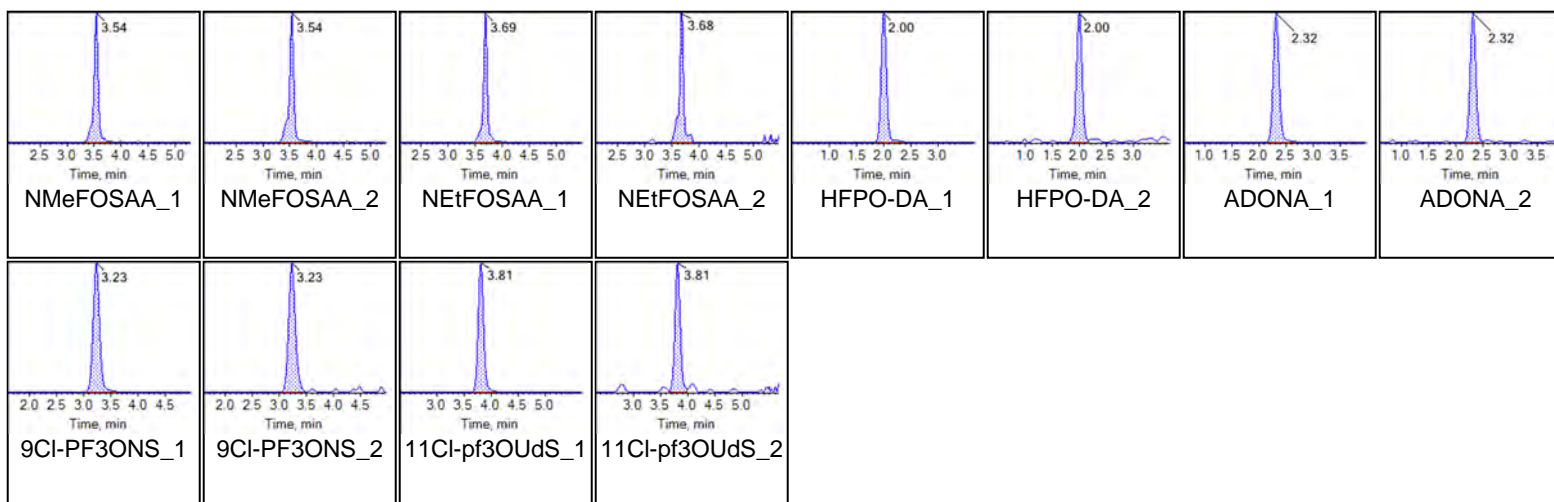 3.54 3.54 3.69 3.68 2.00 2.00 2.32 2.32
2.5 3.0 3.5 4.0 4.5 5.0 2.5 3.0 3.5 4.0 4.5 5.0 2.5 3.0 3.5 4.0 4.5 5.0 2.5 3.0 3.5 4.0 4.5 5.0 1.0 1.5 2.0 2.5 3.0 1.0 1.5 2.0 2.5 3.0 1.0 1.5 2.0 2.5 3.0 3.5 1.0 1.5 2.0 2.5 3.0 3.5
Time, min Time, min Time, min Time, min Time, min Time, min Time, min Time, min
NMeFOSAA_1 NMeFOSAA_2 NEtFOSAA_1 NEtFOSAA_2 HFPO-DA_1 HFPO-DA_2 ADONA_1 ADONA_2
3.23 3.23 3.81 3.81
2.0 2.5 3.0 3.5 4.0 4.5 2.0 2.5 3.0 3.5 4.0 4.5 3.0 3.5 4.0 4.5 5.0 3.0 3.5 4.0 4.5 5.0
Time, min Time, min Time, min Time, min
9Cl-PF3ONS_1 9Cl-PF3ONS_2 11Cl-pf3OUdS_1 11Cl-pf3OUdS_2